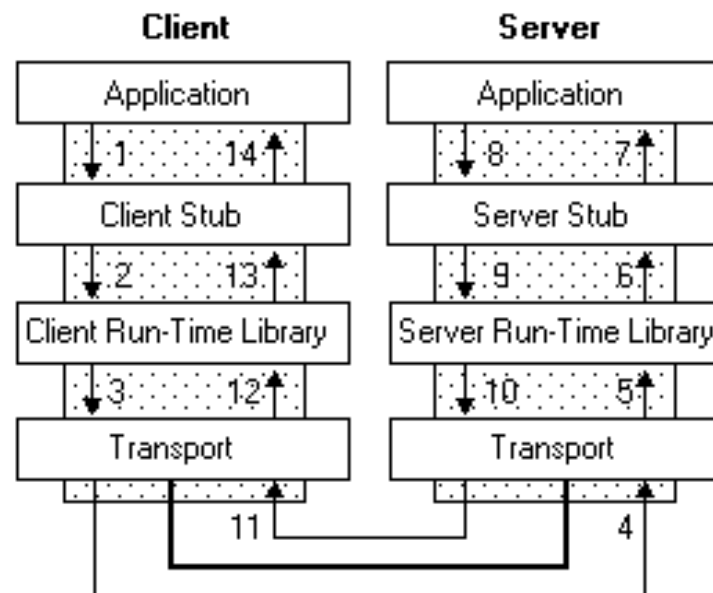 Client Server
Application Application
1 14 8 7
Client Stub Server Stub
2 13 9 6
Client Run-Time Library Server Run-Time Library
3 12 10 5
Transport Transport
11 4